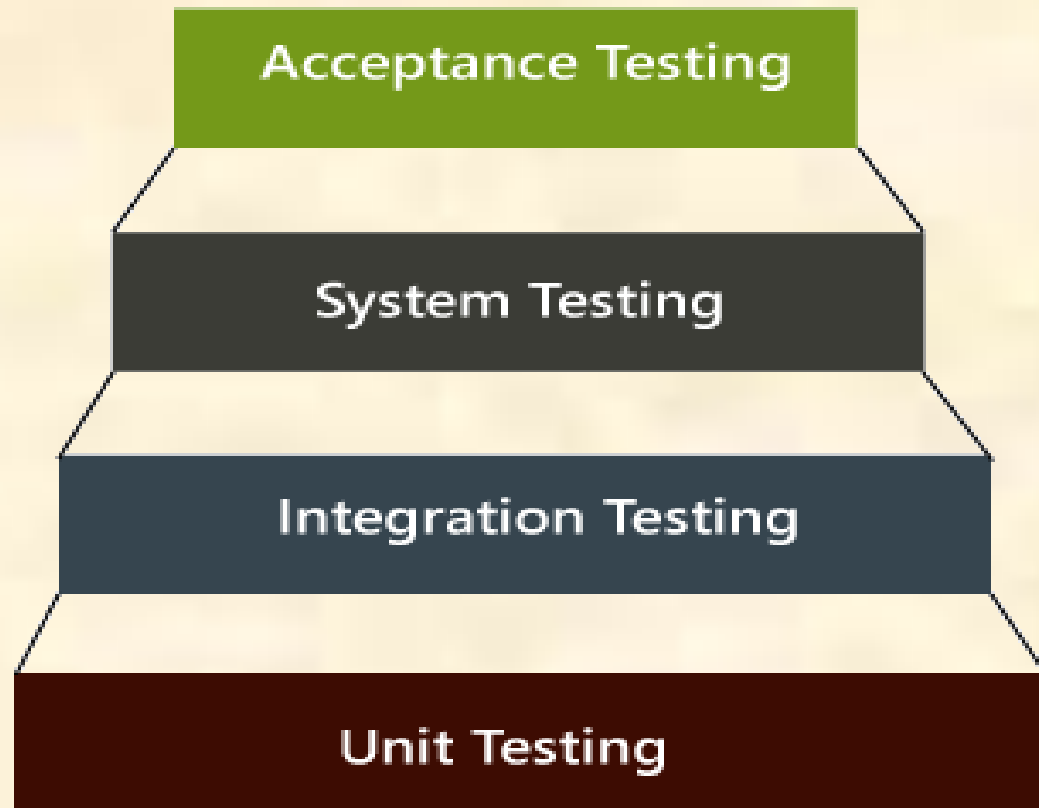 Acceptance Testing
System Testing
Integration Testing
Unit Testing